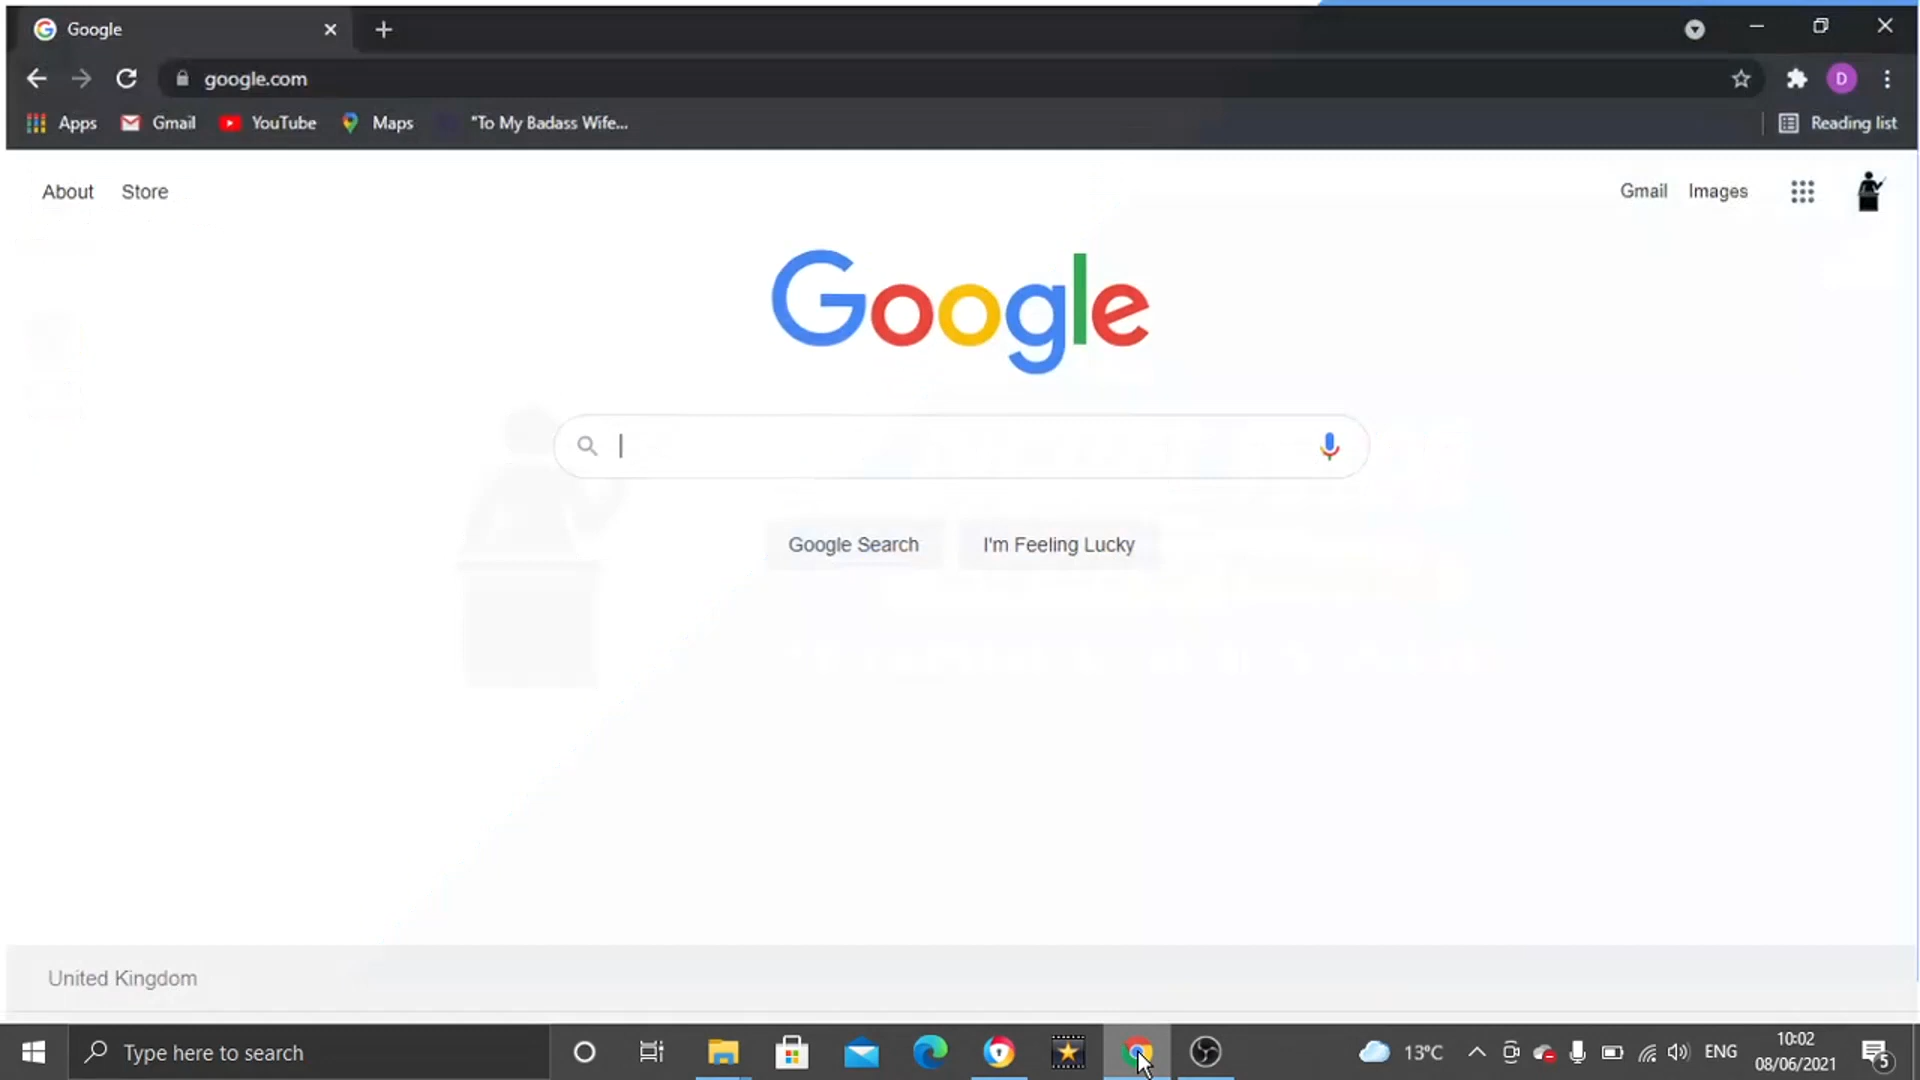 Google
google.com
Apps Gmail YouTube Maps "To My Badass Wife... Reading list
About Store Gmail Images
Google
Google Search I'm Feeling Lucky
United Kingdom
Type here to search 13°C ENG 10:02
08/06/2021 5
D